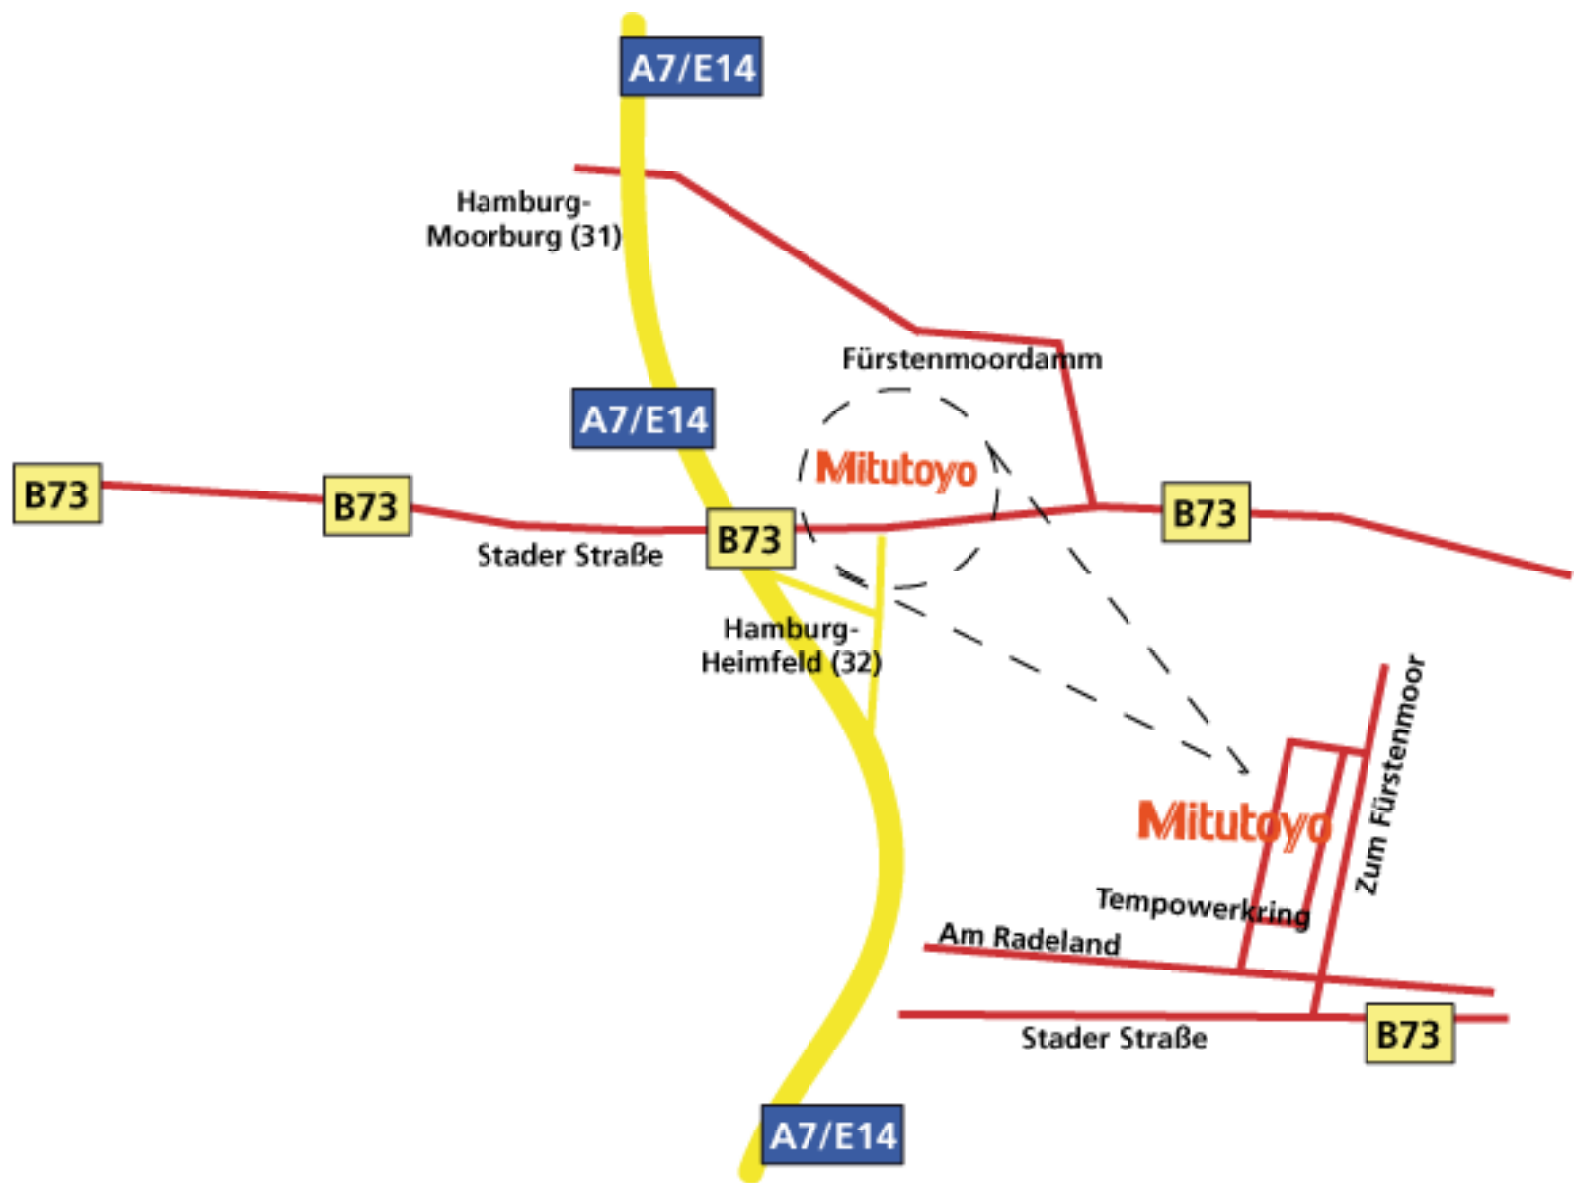 A7/E14
Hamburg-
Moorburg (31)
Fürstenmoordamm
A7/E14
Mitutoyo
B73
B73
B73
B73
Stader Straße
Hamburg-
Heimfeld (32)
Zum Fürstenmoor
Mitutoyo
Tempowerkring
Am Radeland
Stader Straße
B73
A7/E14